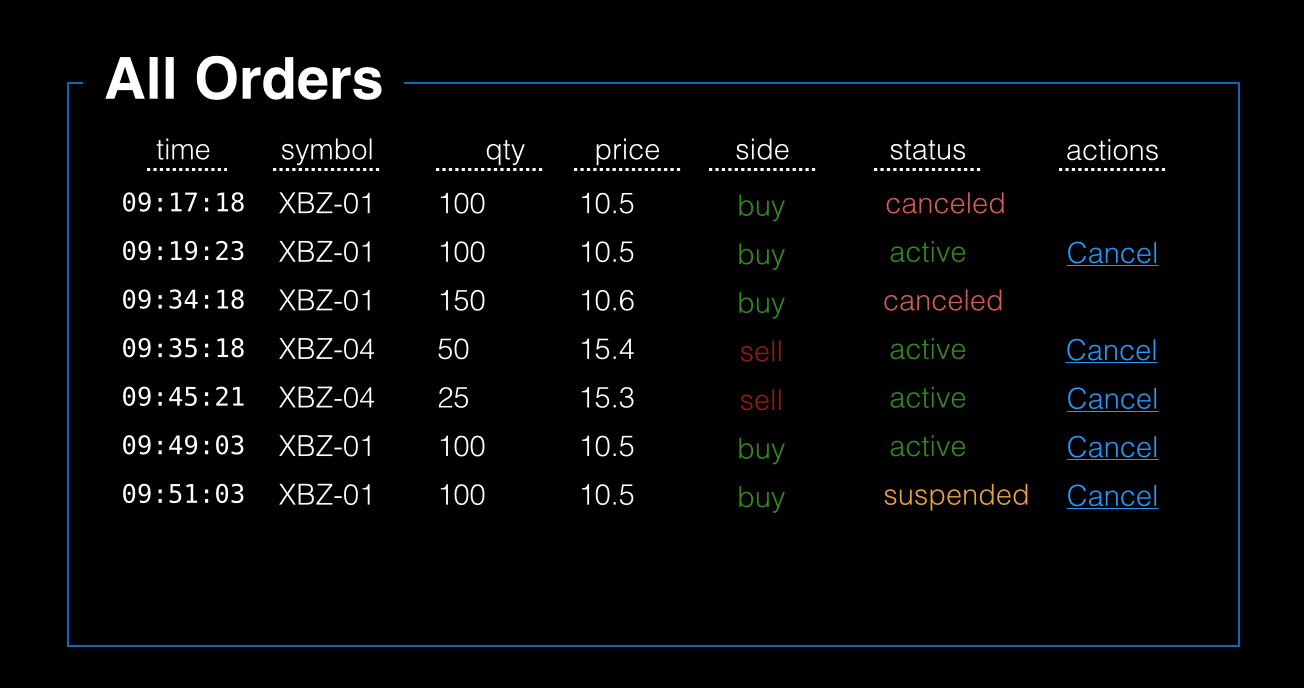 All Orders
time symbol qty price side status actions
09:17:18 XBZ-01 100 10.5 buy canceled
09:19:23 XBZ-01 100 10.5 buy active Cancel
09:34:18 XBZ-01 150 10.6 buy canceled
09:35:18 XBZ-04 50 15.4 sell active Cancel
09:45:21 XBZ-04 25 15.3 sell active Cancel
09:49:03 XBZ-01 100 10.5 buy active Cancel
09:51:03 XBZ-01 100 10.5 buy suspended Cancel